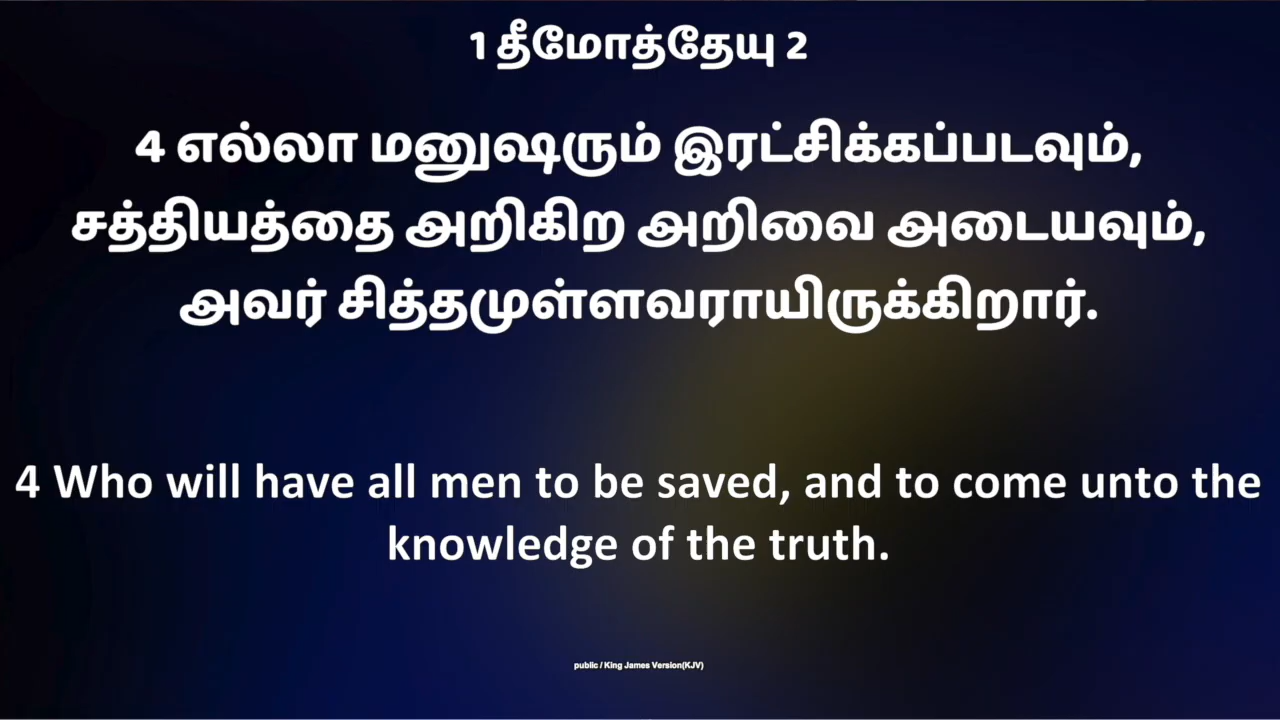 1 தீமோத்தேயு 2
4 எல்லா மனுஷரும் இரட்சிக்கப்படவும்,
சத்தியத்தை அறிகிற அறிவை அடையவும்,
அவர் சித்தமுள்ளவராயிருக்கிறார்.
4 Who will have all men to be saved, and to come unto the
knowledge of the truth.
public / King James Version(KJV)